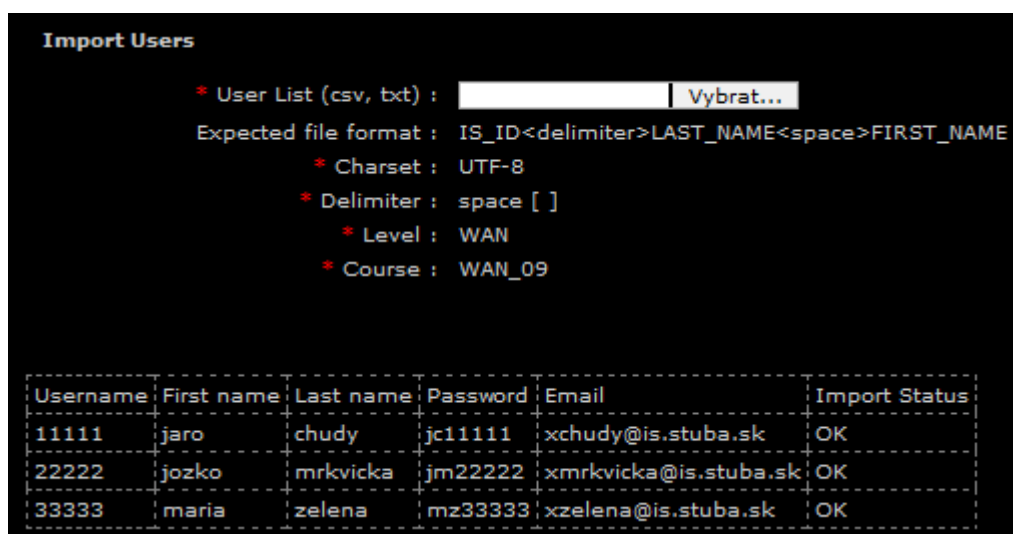 Import Users
* User List (csv, txt) : Vybrat...
Expected file format : IS_ID<delimiter>LAST_NAME<space>FIRST_NAME
* Charset : UTF-8
* Delimiter : space [ ]
* Level : WAN
* Course : WAN_09
Username First name Last name Password Email Import Status
11111 jaro chudy jc11111 xchudy@is.stuba.sk OK
22222 jozko mrkvicka jm22222 xmrkvicka@is.stuba.sk OK
33333 maria zelena mz33333 xzelena@is.stuba.sk OK